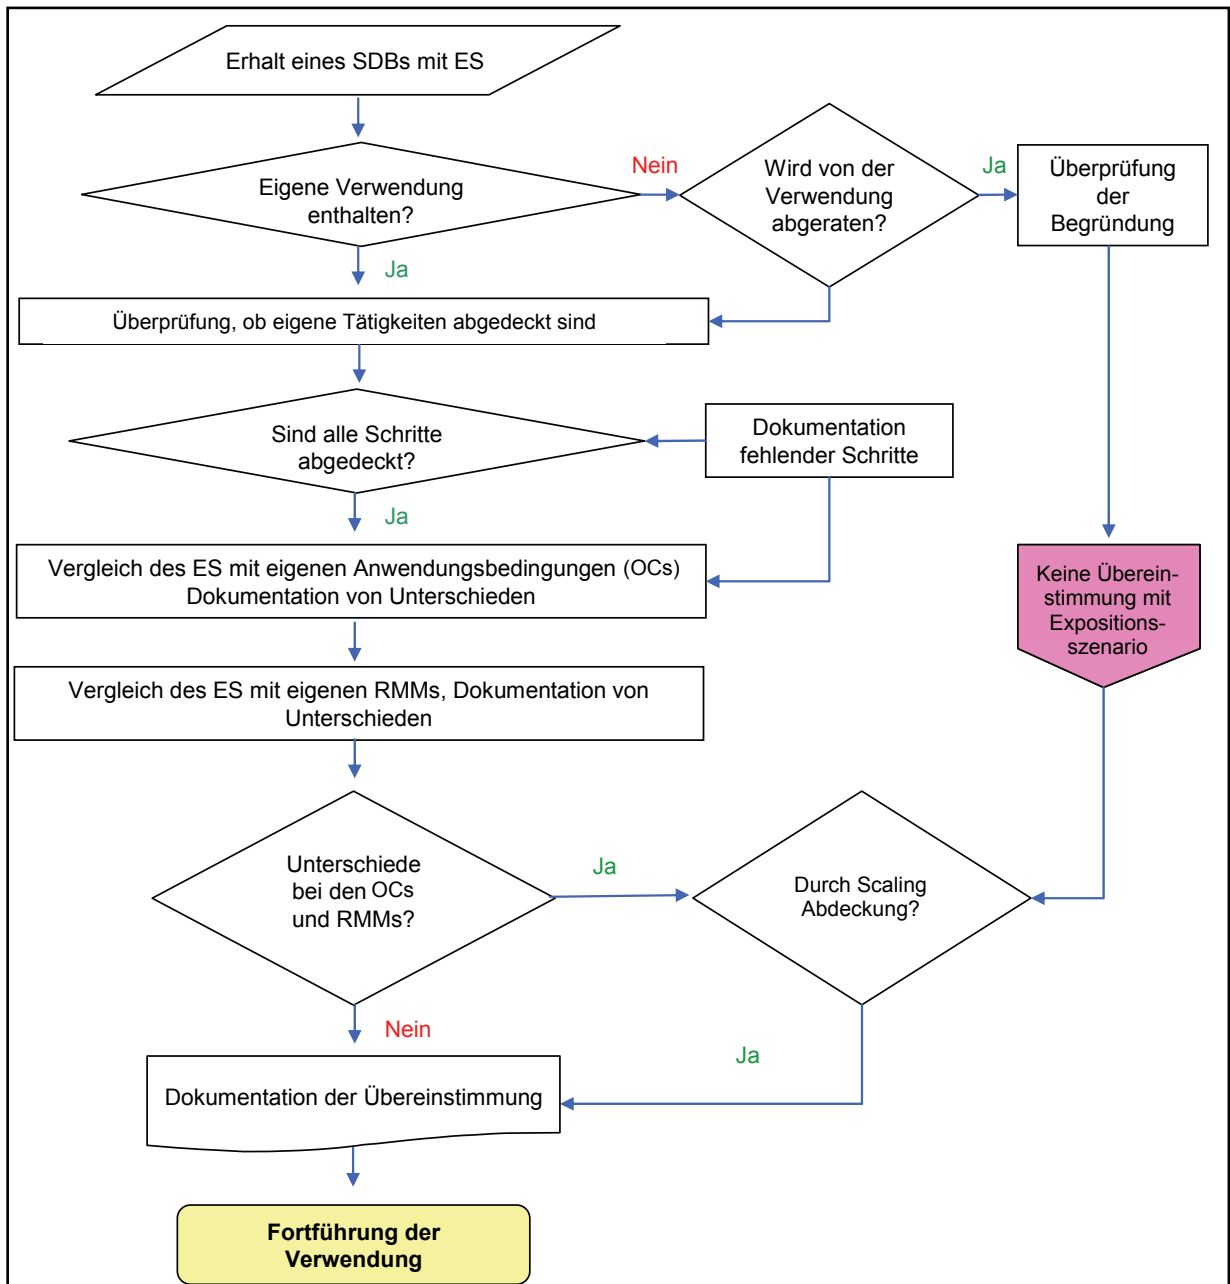 Erhalt eines SDBs mit ES
Eigene Verwendung
enthalten?
Nein
Wird von der
Verwendung
abgeraten?
Ja
Überprüfung
der
Begründung
Ja
Überprüfung, ob eigene Tätigkeiten abgedeckt sind
Sind alle Schritte
abgedeckt?
Dokumentation
fehlender Schritte
Ja
Vergleich des ES mit eigenen Anwendungsbedingungen (OCs)
Dokumentation von Unterschieden
Keine Überein-
stimmung mit
Expositions-
szenario
Vergleich des ES mit eigenen RMMs, Dokumentation von
Unterschieden
Unterschiede
bei den OCs
und RMMs?
Ja
Durch Scaling
Abdeckung?
Nein
Ja
Dokumentation der Übereinstimmung
Fortführung der
Verwendung